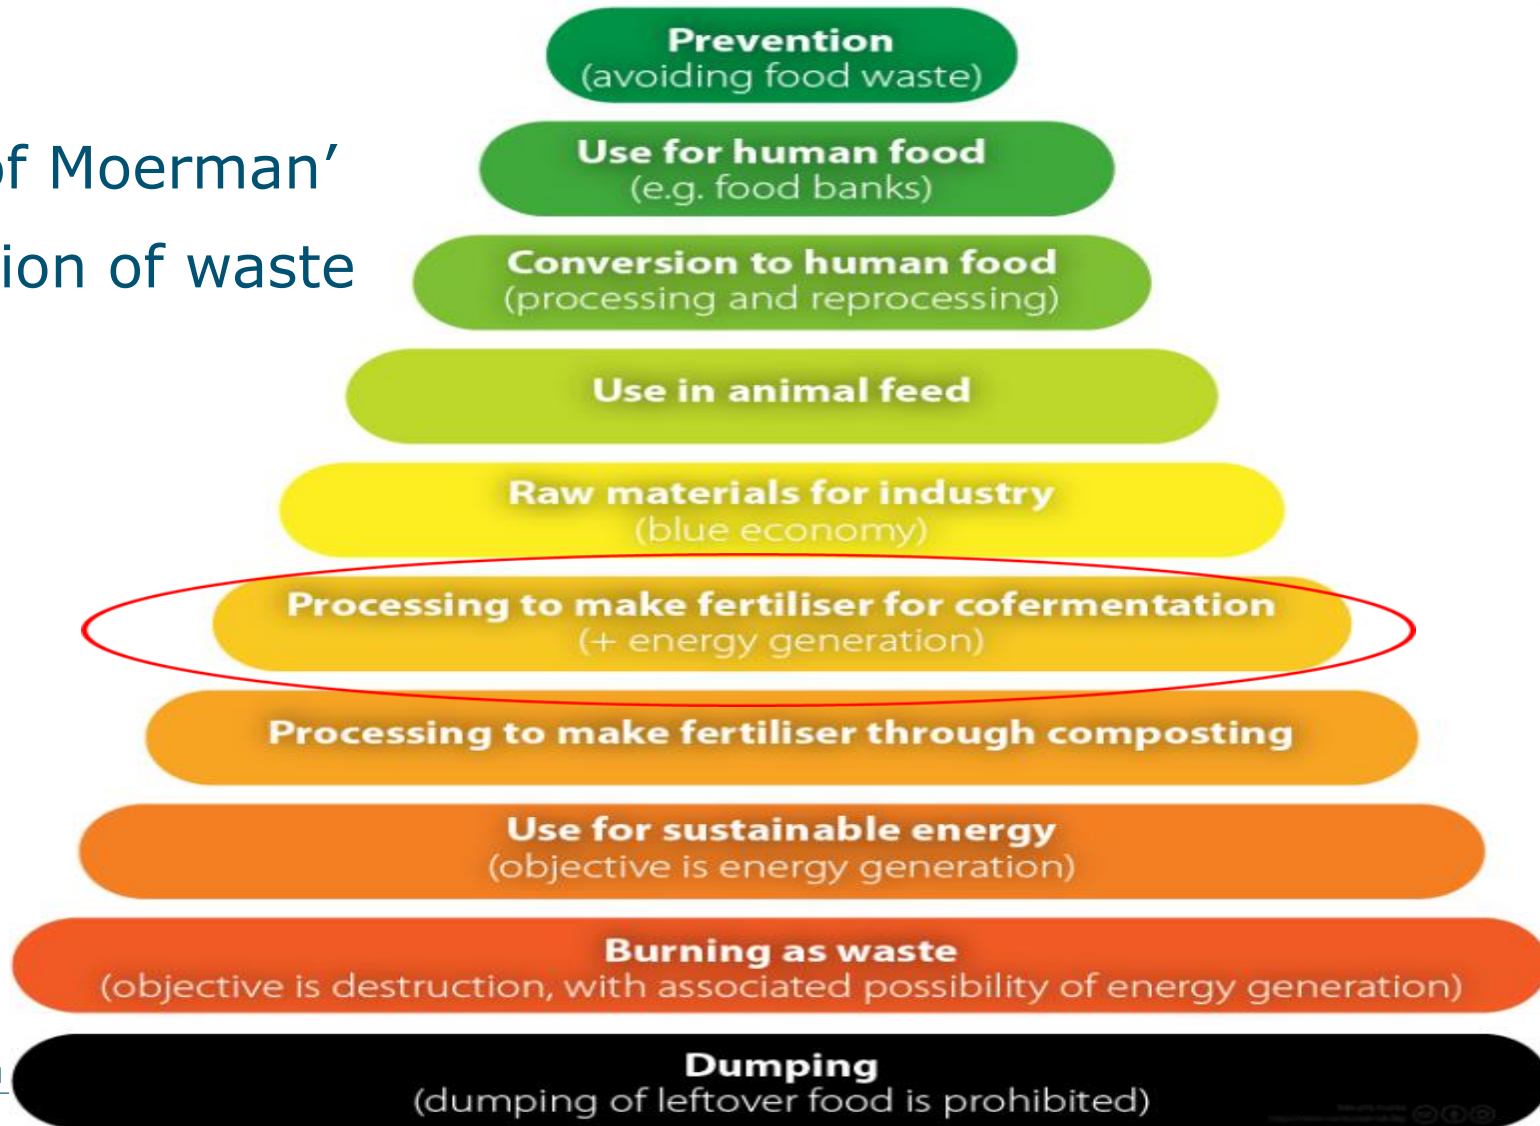 of Moerman’
ion of waste
Prevention
(avoiding food waste)
Use for human food
(e.g. food banks)
Conversion to human food
(processing and reprocessing)
Use in animal feed
Raw materials for industry
(blue economy)
Processing to make fertiliser for cofermentation
(+ energy generation)
Processing to make fertiliser through composting
Use for sustainable energy
(objective is energy generation)
Burning as waste
(objective is destruction, with associated possibility of energy generation)
Dumping
(dumping of leftover food is prohibited)